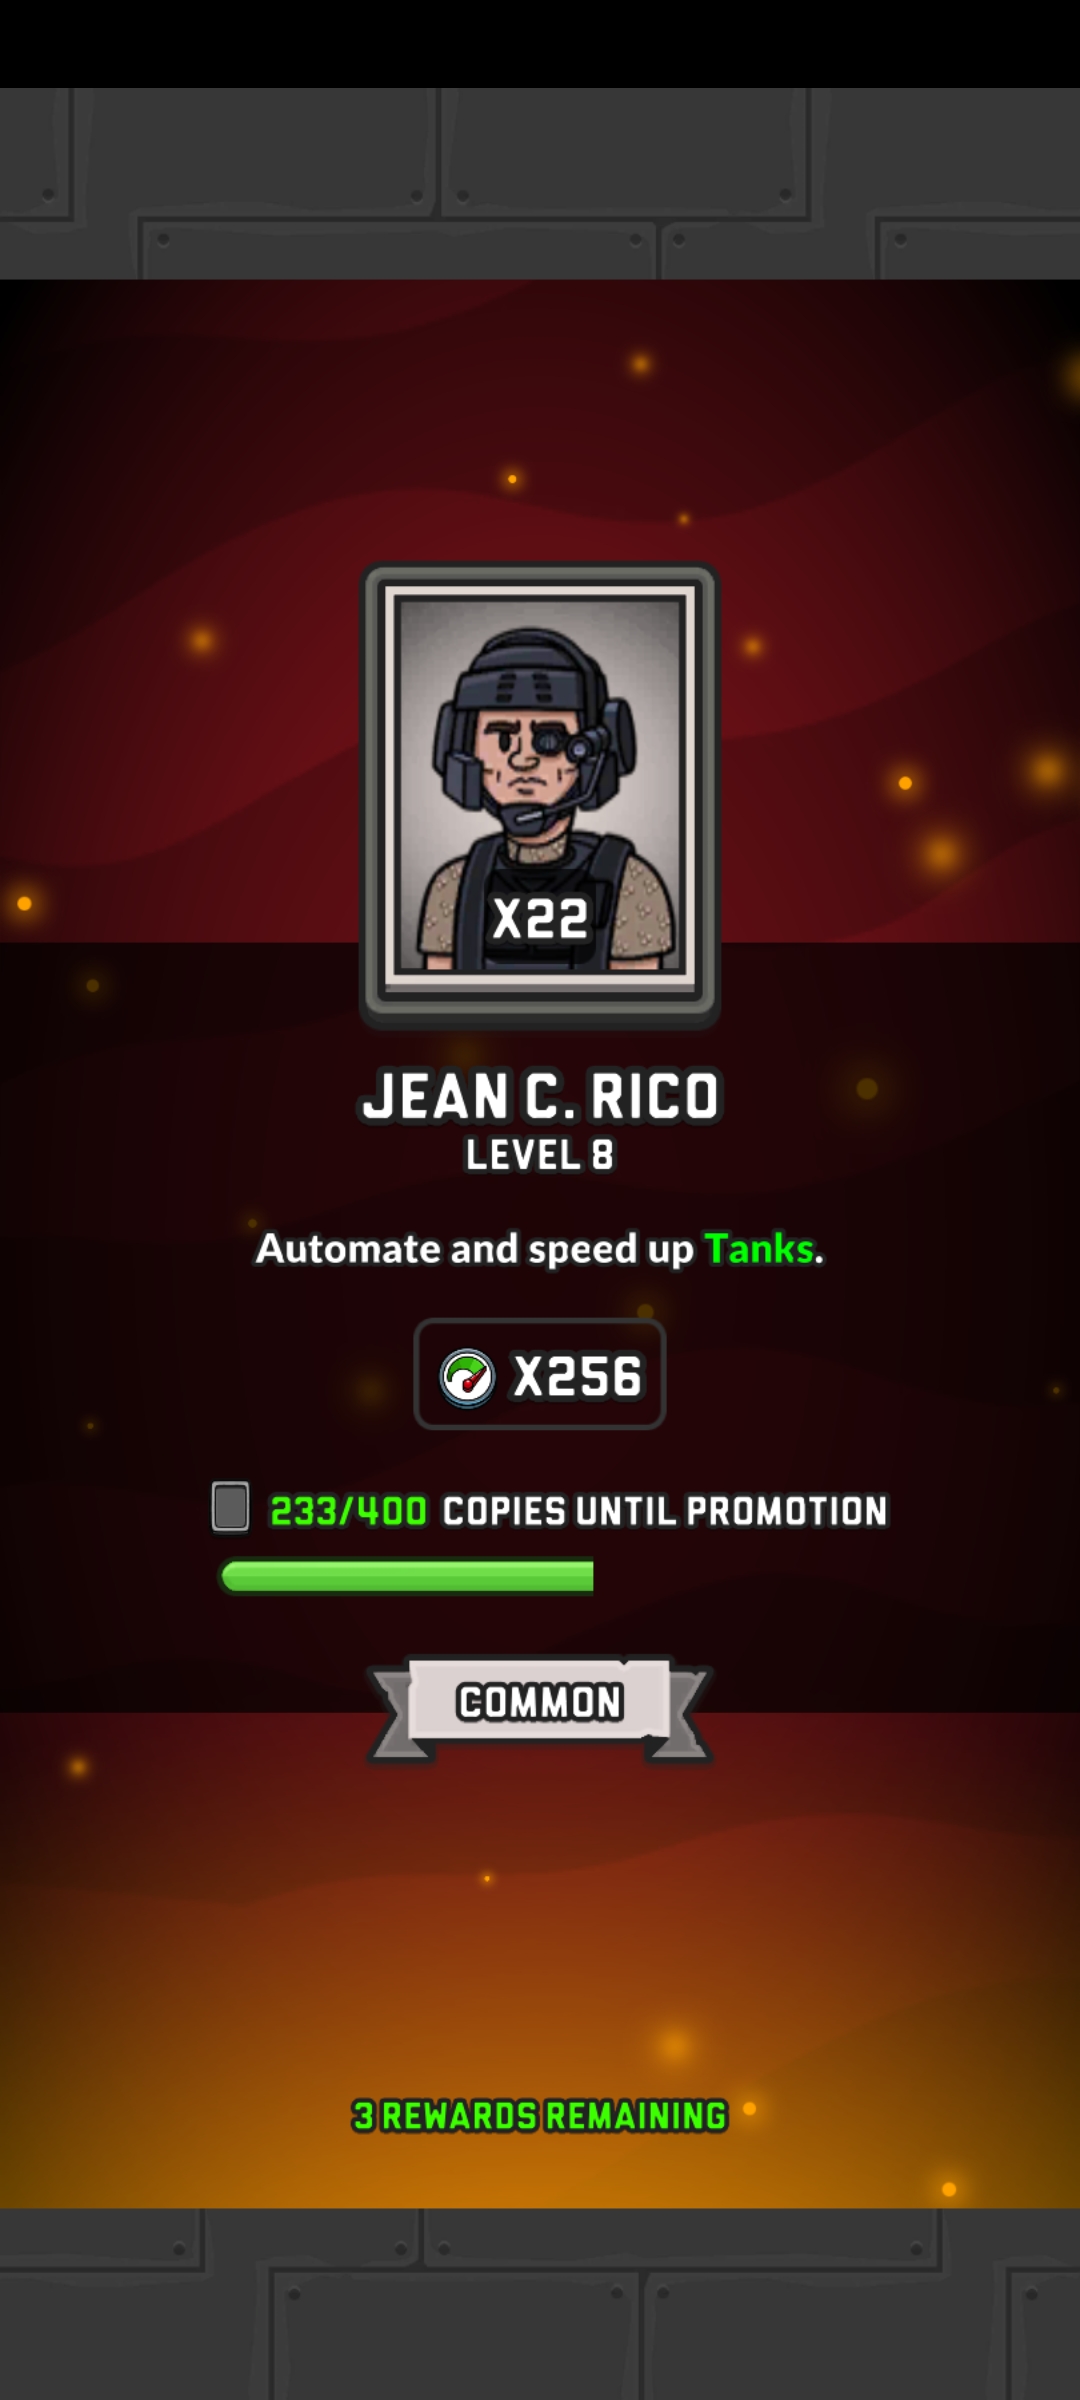 X22
JEAN C. RICO
LEVEL 8
Automate and speed up Tanks.
X256
233/400 COPIES UNTIL PROMOTION
COMMON
3 REWARDS REMAINING